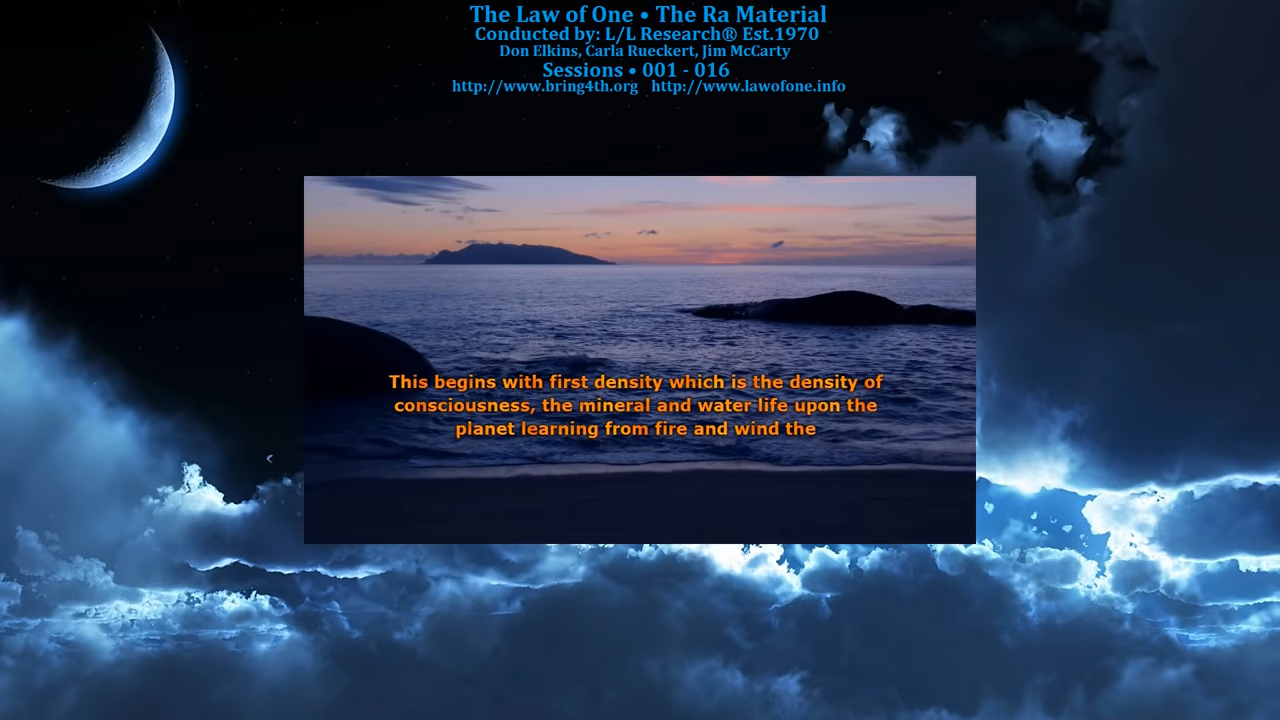 The Law of One • The Ra Material
Conducted by: L/L Research® Est.1970
Don Elkins, Carla Rueckert, Jim McCarty
Sessions • 001 - 016
http://www.bring4th.org http://www.lawofone.info
This begins with first density which is the density of
consciousness, the mineral and water life upon the
planet learning from fire and wind the